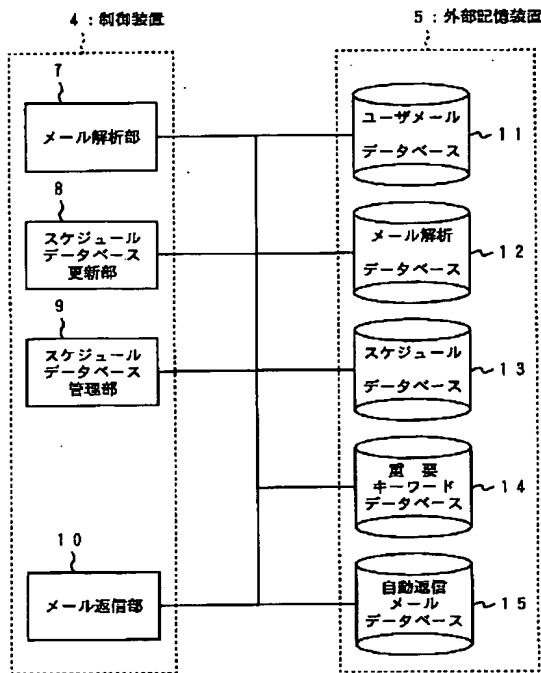 4：制御装置
5：外部記憶装置
7
メール解析部
8
スケジュール
データベース
更新部
9
スケジュール
データベース
管理部
10
メール返信部
ユーザメール
データベース
11
メール解析
データベース
12
スケジュール
データベース
13
重要
キーワード
データベース
14
自動返信
メール
データベース
15